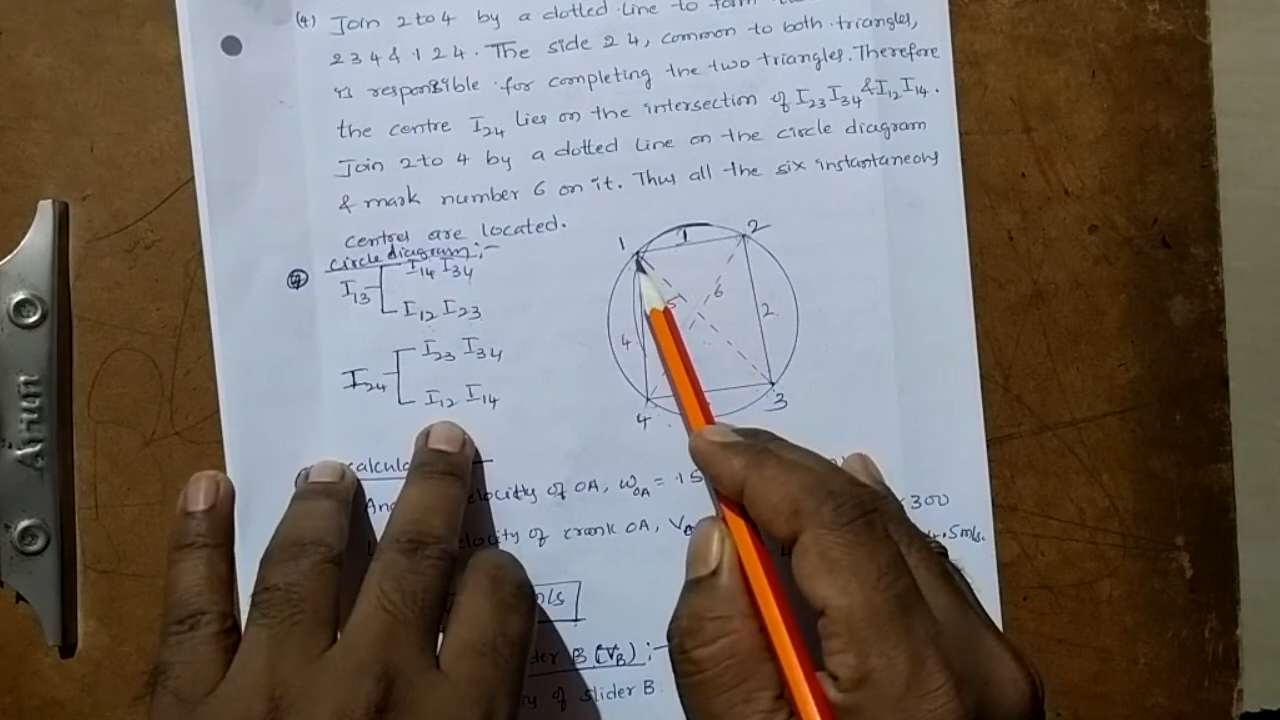 (4) Join 2 to 4 by a dotted line to form
2 3 4 & 1 2 4. The side 2 4, common to both triangles,
is responsible for completing the two triangles. Therefore
the centre I24 lies on the intersection of I23 I34 & I12 I14.
Join 2 to 4 by a dotted line on the circle diagram
& mark number 6 on it. Thus all the six instantaneous
centres are located.
circle diagram:-
I13 I14 I34
I12 I23
I24 I23 I34
I12 I14
1 1 2
5 6
4 2
4 3
ωOA = 15
velocity of OA,
300
velocity of crank OA,
4.5 m/s.
m/s
B (VB) :-
of slider B.